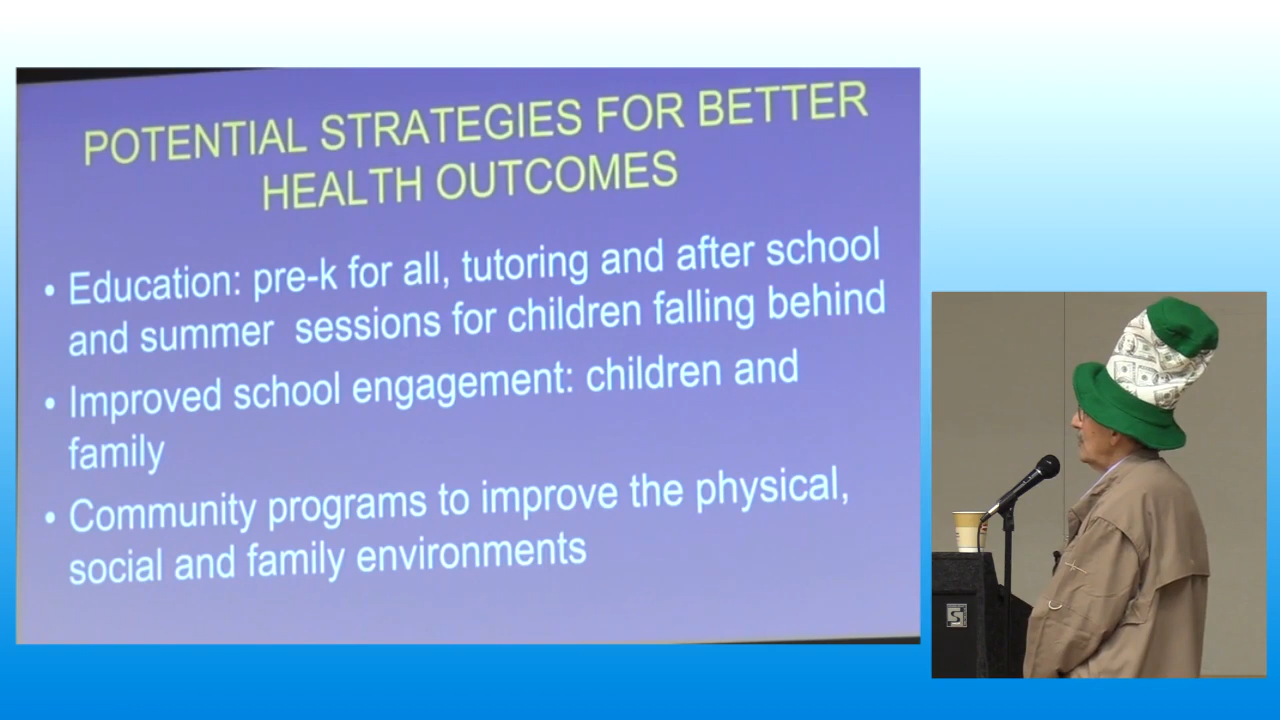 POTENTIAL STRATEGIES FOR BETTER
HEALTH OUTCOMES
• Education: pre-k for all, tutoring and after school
and summer sessions for children falling behind
• Improved school engagement: children and
family
• Community programs to improve the physical,
social and family environments